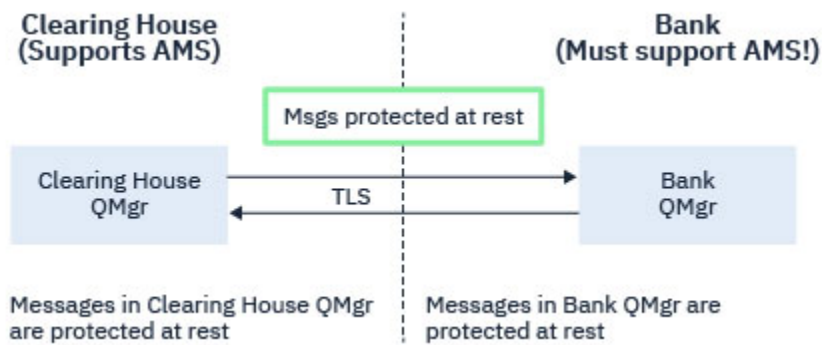 Clearing House
(Supports AMS)
Bank
(Must support AMS!)
Msgs protected at rest
Clearing House
QMgr
TLS
Bank
QMgr
Messages in Clearing House QMgr
are protected at rest
Messages in Bank QMgr are
protected at rest